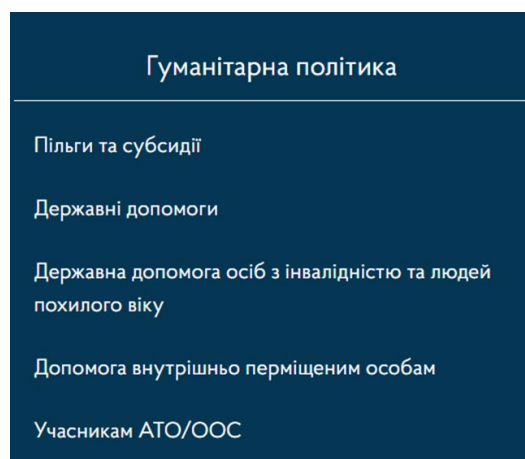 Гуманітарна політика
Пільги та субсидії
Державні допомоги
Державна допомога осіб з інвалідністю та людей
похилого віку
Допомога внутрішньо перміщеним особам
Учасникам АТО/ООС